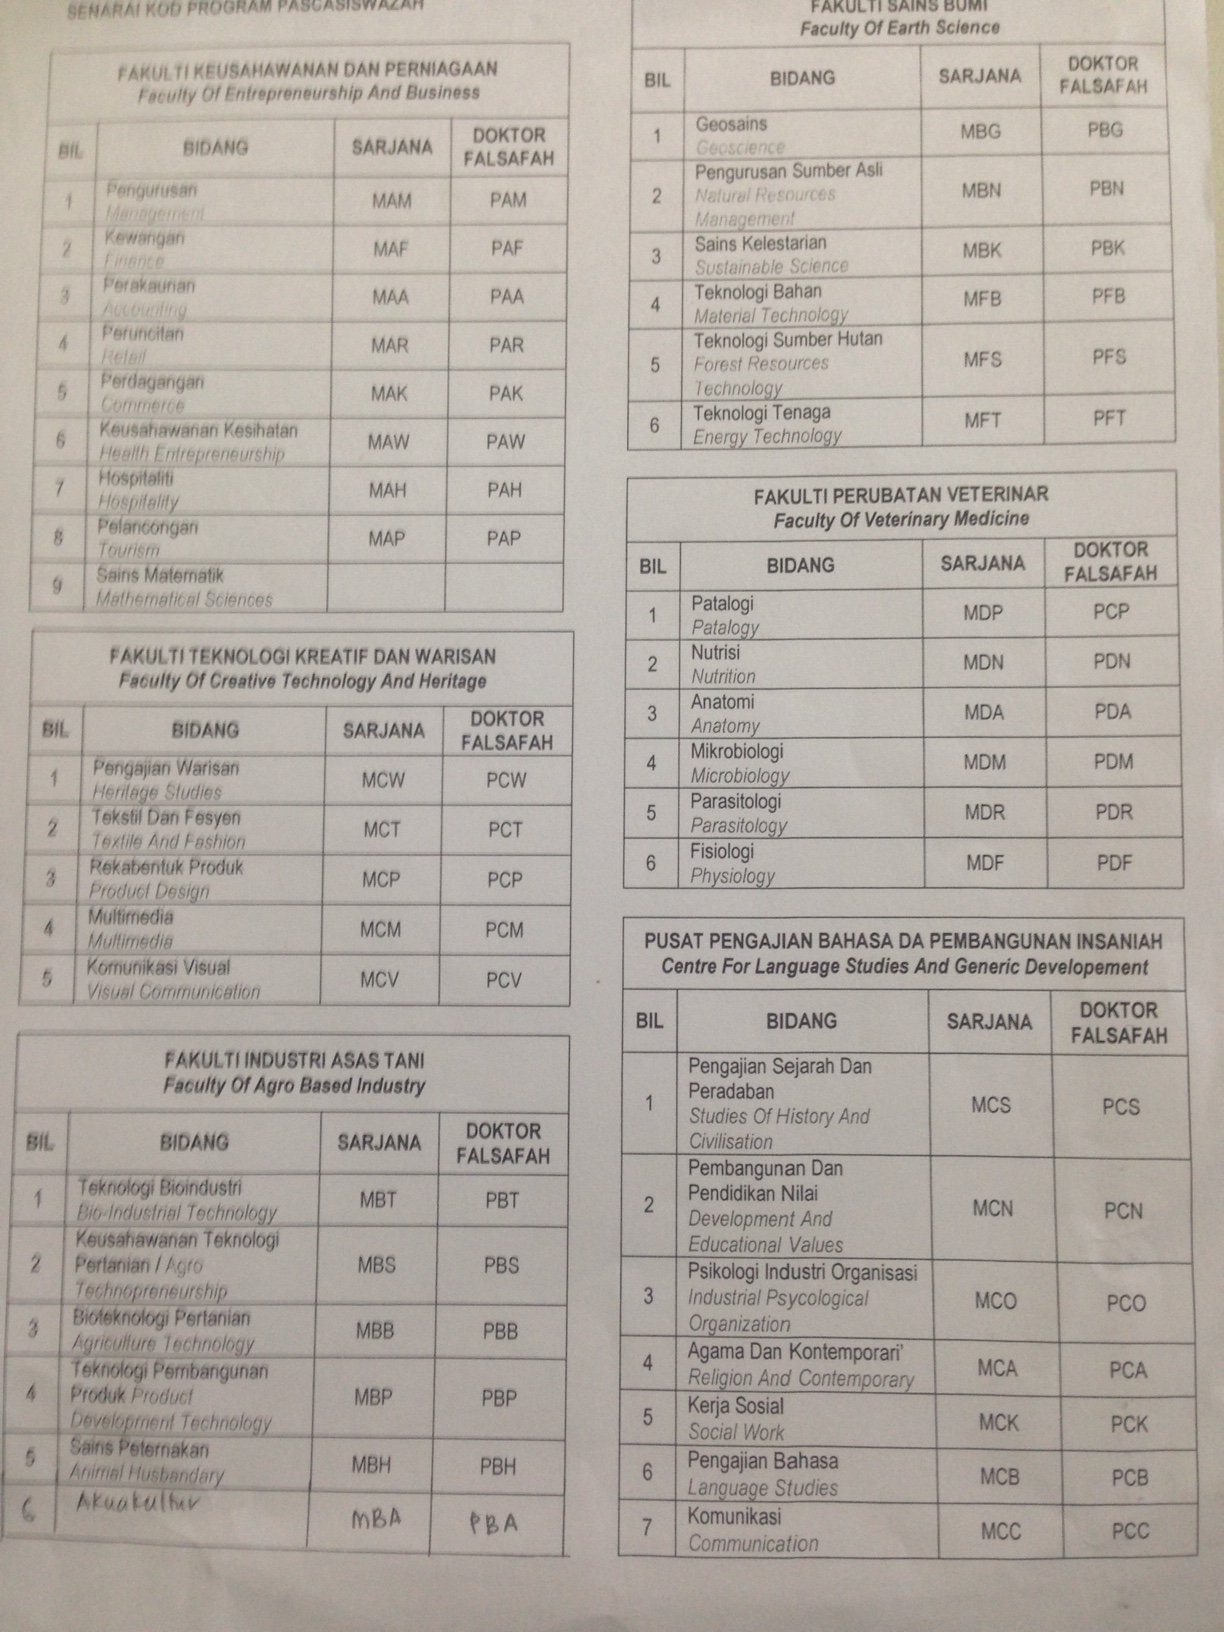 SENARAI KOD PROGRAM PASCASISWAZAH
FAKULTI KEUSAHAWANAN DAN PERNIAGAAN
Faculty Of Entrepreneurship And Business
BIL BIDANG SARJANA DOKTOR FALSAFAH
1 Pengurusan MAM PAM
Management
2 Kewangan MAF PAF
Finance
3 Perakaunan MAA PAA
Accounting
4 Peruncitan MAR PAR
Retail
5 Perdagangan MAK PAK
Commerce
6 Keusahawanan Kesihatan MAW PAW
Health Entrepreneurship
7 Hospitaliti MAH PAH
Hospitality
8 Pelancongan MAP PAP
Tourism
9 Sains Matematik
Mathematical Sciences
FAKULTI TEKNOLOGI KREATIF DAN WARISAN
Faculty Of Creative Technology And Heritage
BIL BIDANG SARJANA DOKTOR FALSAFAH
1 Pengajian Warisan MCW PCW
Heritage Studies
2 Tekstil Dan Fesyen MCT PCT
Textile And Fashion
3 Rekabentuk Produk MCP PCP
Product Design
4 Multimedia MCM PCM
Multimedia
5 Komunikasi Visual MCV PCV
Visual Communication
FAKULTI INDUSTRI ASAS TANI
Faculty Of Agro Based Industry
BIL BIDANG SARJANA DOKTOR FALSAFAH
1 Teknologi Bioindustri MBT PBT
Bio-Industrial Technology
2 Keusahawanan Teknologi MBS PBS
Pertanian / Agro
Technopreneurship
3 Bioteknologi Pertanian MBB PBB
Agriculture Technology
4 Teknologi Pembangunan MBP PBP
Produk Product
Development Technology
5 Sains Peternakan MBH PBH
Animal Husbandary
6 Akuakultur MBA PBA
FAKULTI SAINS BUMI
Faculty Of Earth Science
BIL BIDANG SARJANA DOKTOR FALSAFAH
1 Geosains MBG PBG
Geoscience
2 Pengurusan Sumber Asli MBN PBN
Natural Resources
Management
3 Sains Kelestarian MBK PBK
Sustainable Science
4 Teknologi Bahan MFB PFB
Material Technology
5 Teknologi Sumber Hutan MFS PFS
Forest Resources
Technology
6 Teknologi Tenaga MFT PFT
Energy Technology
FAKULTI PERUBATAN VETERINAR
Faculty Of Veterinary Medicine
BIL BIDANG SARJANA DOKTOR FALSAFAH
1 Patalogi MDP PCP
Patalogy
2 Nutrisi MDN PDN
Nutrition
3 Anatomi MDA PDA
Anatomy
4 Mikrobiologi MDM PDM
Microbiology
5 Parasitologi MDR PDR
Parasitology
6 Fisiologi MDF PDF
Physiology
PUSAT PENGAJIAN BAHASA DA PEMBANGUNAN INSANIAH
Centre For Language Studies And Generic Developement
BIL BIDANG SARJANA DOKTOR FALSAFAH
1 Pengajian Sejarah Dan MCS PCS
Peradaban
Studies Of History And
Civilisation
2 Pembangunan Dan MCN PCN
Pendidikan Nilai
Development And
Educational Values
3 Psikologi Industri Organisasi MCO PCO
Industrial Psycological
Organization
4 Agama Dan Kontemporari' MCA PCA
Religion And Contemporary
5 Kerja Sosial MCK PCK
Social Work
6 Pengajian Bahasa MCB PCB
Language Studies
7 Komunikasi MCC PCC
Communication